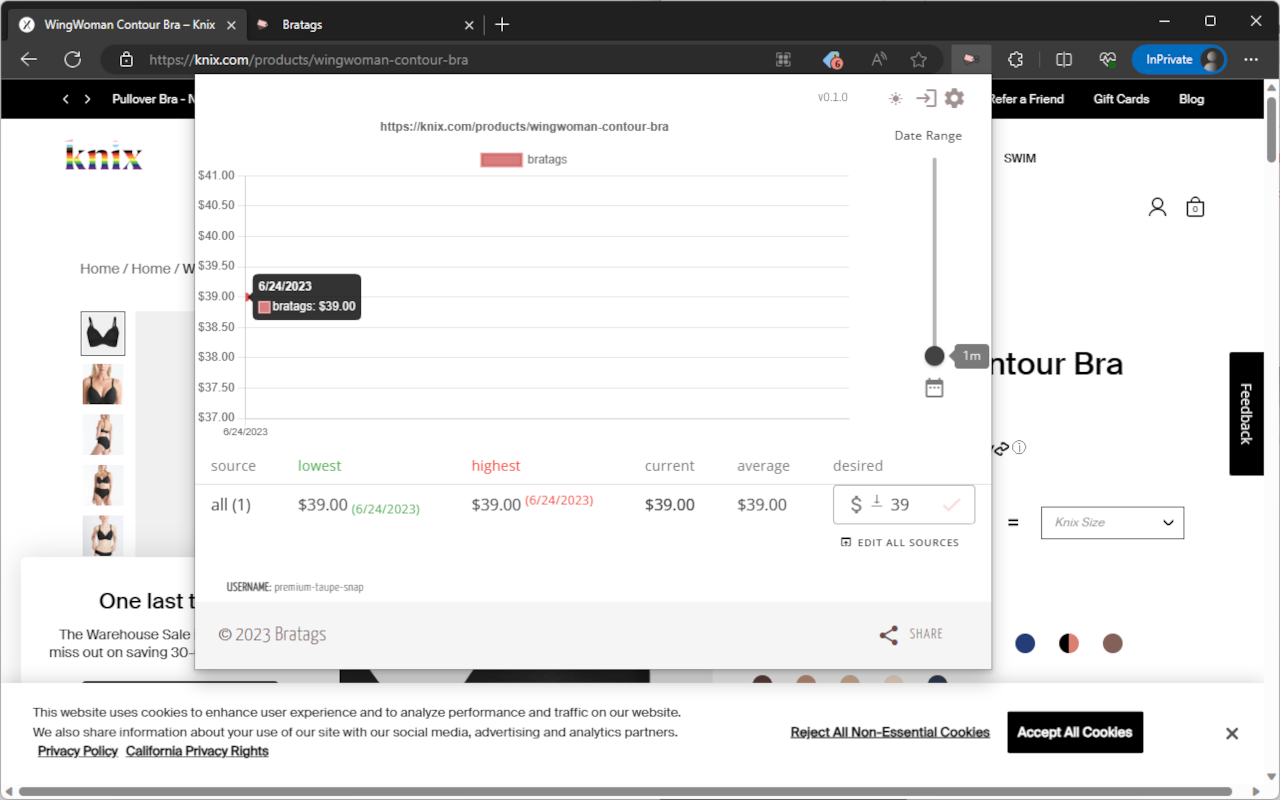 WingWoman Contour Bra – Knix
Bratags
https://knix.com/products/wingwoman-contour-bra
6
A
InPrivate
Pullover Bra - N
Refer a Friend
Gift Cards
Blog
knix
SWIM
0
Home / Home / W
v0.1.0
https://knix.com/products/wingwoman-contour-bra
Date Range
bratags
$41.00
$40.50
$40.00
$39.50
$39.00
$38.50
$38.00
$37.50
$37.00
6/24/2023
bratags: $39.00
6/24/2023
1m
ntour Bra
Feedback
source lowest highest current average desired
all (1) $39.00 (6/24/2023) $39.00 (6/24/2023) $39.00 $39.00 $ 39
EDIT ALL SOURCES
= Knix Size
USERNAME: premium-taupe-snap
© 2023 Bratags
SHARE
One last t
The Warehouse Sale
miss out on saving 30-
This website uses cookies to enhance user experience and to analyze performance and traffic on our website.
We also share information about your use of our site with our social media, advertising and analytics partners.
Privacy Policy California Privacy Rights
Reject All Non-Essential Cookies
Accept All Cookies